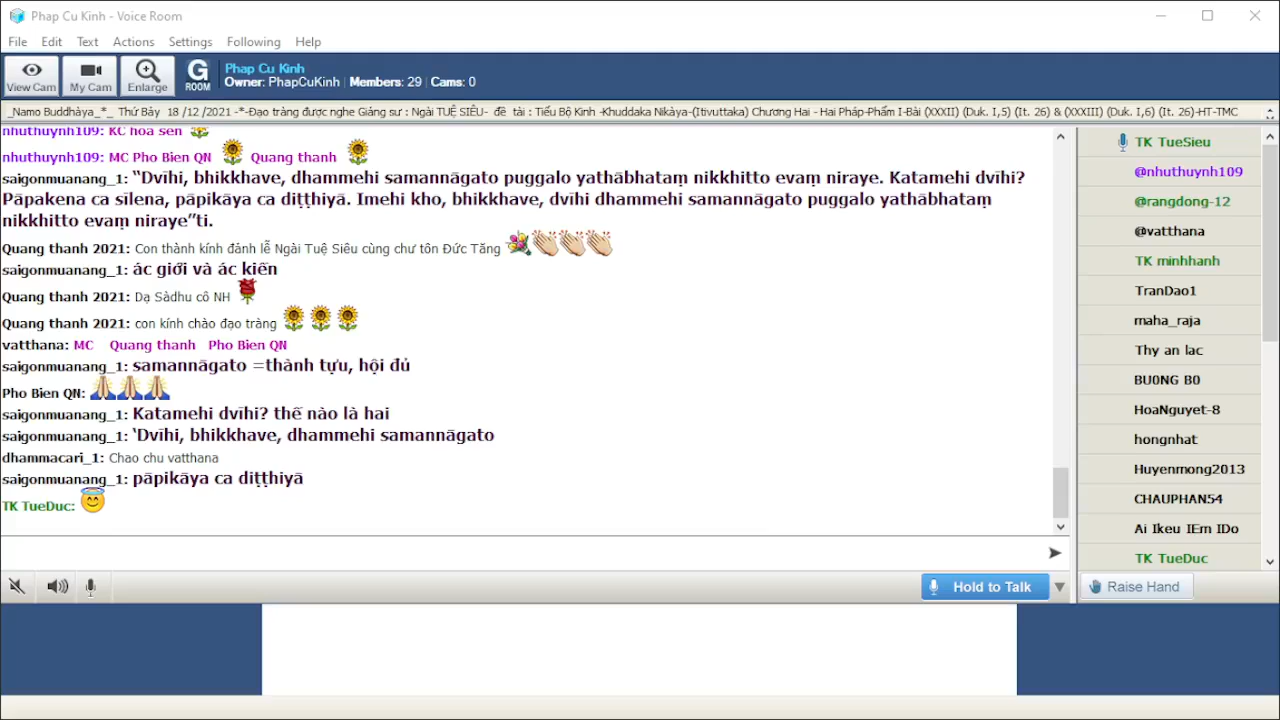 Phap Cu Kinh - Voice Room
File Edit Text Actions Settings Following Help
View Cam My Cam Enlarge G ROOM
Phap Cu Kinh
Owner: PhapCuKinh | Members: 29 | Cams: 0
_Namo Buddhàya_*_ Thứ Bảy 18 /12 /2021 -*-Đạo tràng được nghe Giảng sư : Ngài TUỆ SIÊU- đề tài : Tiểu Bộ Kinh -Khuddaka Nikàya-(Itivuttaka) Chương Hai - Hai Pháp-Phẩm I-Bài (XXXII) (Duk. I,5) (It. 26) & (XXXIII) (Duk. I,6) (It. 26)-HT-TMC
nhuthuynh109: KC hoa sen
nhuthuynh109: MC Pho Bien QN Quang thanh
saigonmuanang_1: “Dvīhi, bhikkhave, dhammehi samannāgato puggalo yathābhataṃ nikkhitto evaṃ niraye. Katamehi dvīhi?
Pāpakena ca sīlena, pāpikāya ca diṭṭhiyā. Imehi kho, bhikkhave, dvīhi dhammehi samannāgato puggalo yathābhataṃ
nikkhitto evaṃ niraye”ti.
Quang thanh 2021: Con thành kính đảnh lễ Ngài Tuệ Siêu cùng chư tôn Đức Tăng
saigonmuanang_1: ác giới và ác kiến
Quang thanh 2021: Dạ Sàdhu cô NH
Quang thanh 2021: con kính chào đạo tràng
vatthana: MC Quang thanh Pho Bien QN
saigonmuanang_1: samannāgato =thành tựu, hội đủ
Pho Bien QN:
saigonmuanang_1: Katamehi dvīhi? thế nào là hai
saigonmuanang_1: ‘Dvīhi, bhikkhave, dhammehi samannāgato
dhammacari_1: Chao chu vatthana
saigonmuanang_1: pāpikāya ca diṭṭhiyā
TK TueDuc:
TK TueSieu
@nhuthuynh109
@rangdong-12
@vatthana
TK minhhanh
TranDao1
maha_raja
Thy an lac
BU0NG B0
HoaNguyet-8
hongnhat
Huyenmong2013
CHAUPHAN54
Ai Ikeu IEm IDo
TK TueDuc
Hold to Talk
Raise Hand